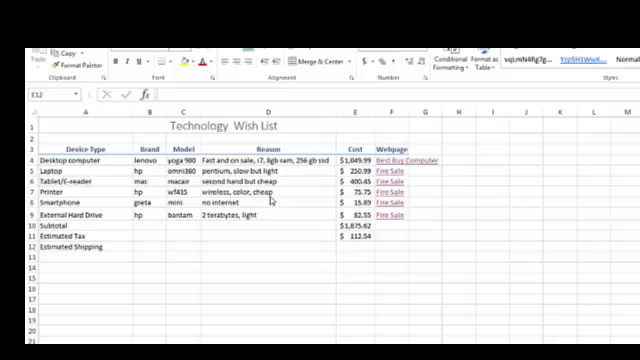 Copy
Paste
Format Painter
Merge & Center
$ % ,
Conditional Format as
Formatting Table
Clipboard Font Alignment Number Styles
E12 fx
A B C D E F G H I J K L M
1 Technology Wish List
2
3 Device Type Brand Model Reason Cost Webpage
4 Desktop computer lenovo yoga 900 Fast and on sale, i7, 8gb ram, 256 gb ssd $1,049.99 Best Buy Computer
5 Laptop hp omni360 pentium, slow but light $ 250.99 Fire Sale
6 Tablet/E-reader mac macair second hand but cheap $ 400.45 Fire Sale
7 Printer hp wf435 wireless, color, cheap $ 75.75 Fire Sale
8 Smartphone greta mini no internet $ 15.89 Fire Sale
9 External Hard Drive hp bantam 2 terabytes, light $ 82.55 Fire Sale
10 Subtotal $1,875.62
11 Estimated Tax $ 112.54
12 Estimated Shipping
13
14
15
16
17
18
19
20
21